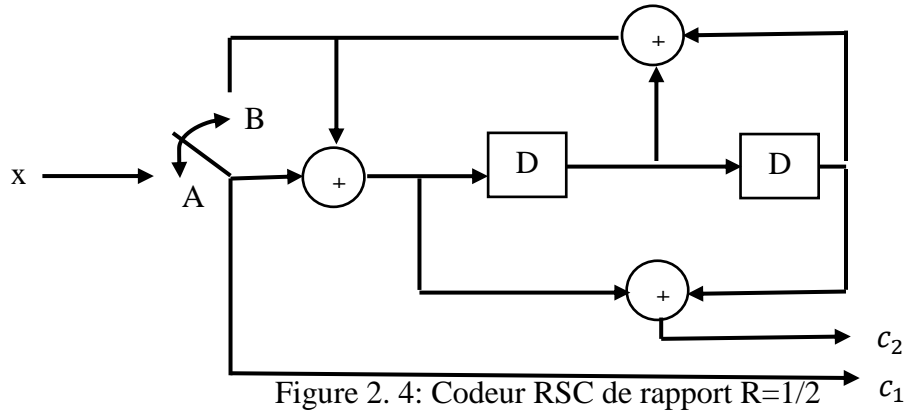 +
B
D
D
x
A
+
+
c₂
c₁
Figure 2. 4: Codeur RSC de rapport R=1/2